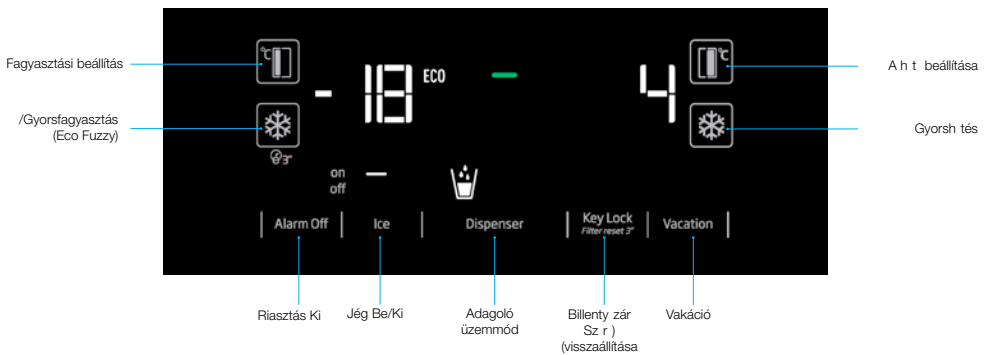 Fagyasztási beállítás
/Gyorsfagyasztás
(Eco Fuzzy)
°C
-18 ECO
3"
on
off
4
°C
A h t beállítása
Gyorsh tés
Alarm Off
Ice
Dispenser
Key Lock
Filter reset 3"
Vacation
Riasztás Ki
Jég Be/Ki
Adagoló
üzemmód
Billenty zár
Sz r )
(visszaállítása
Vakáció